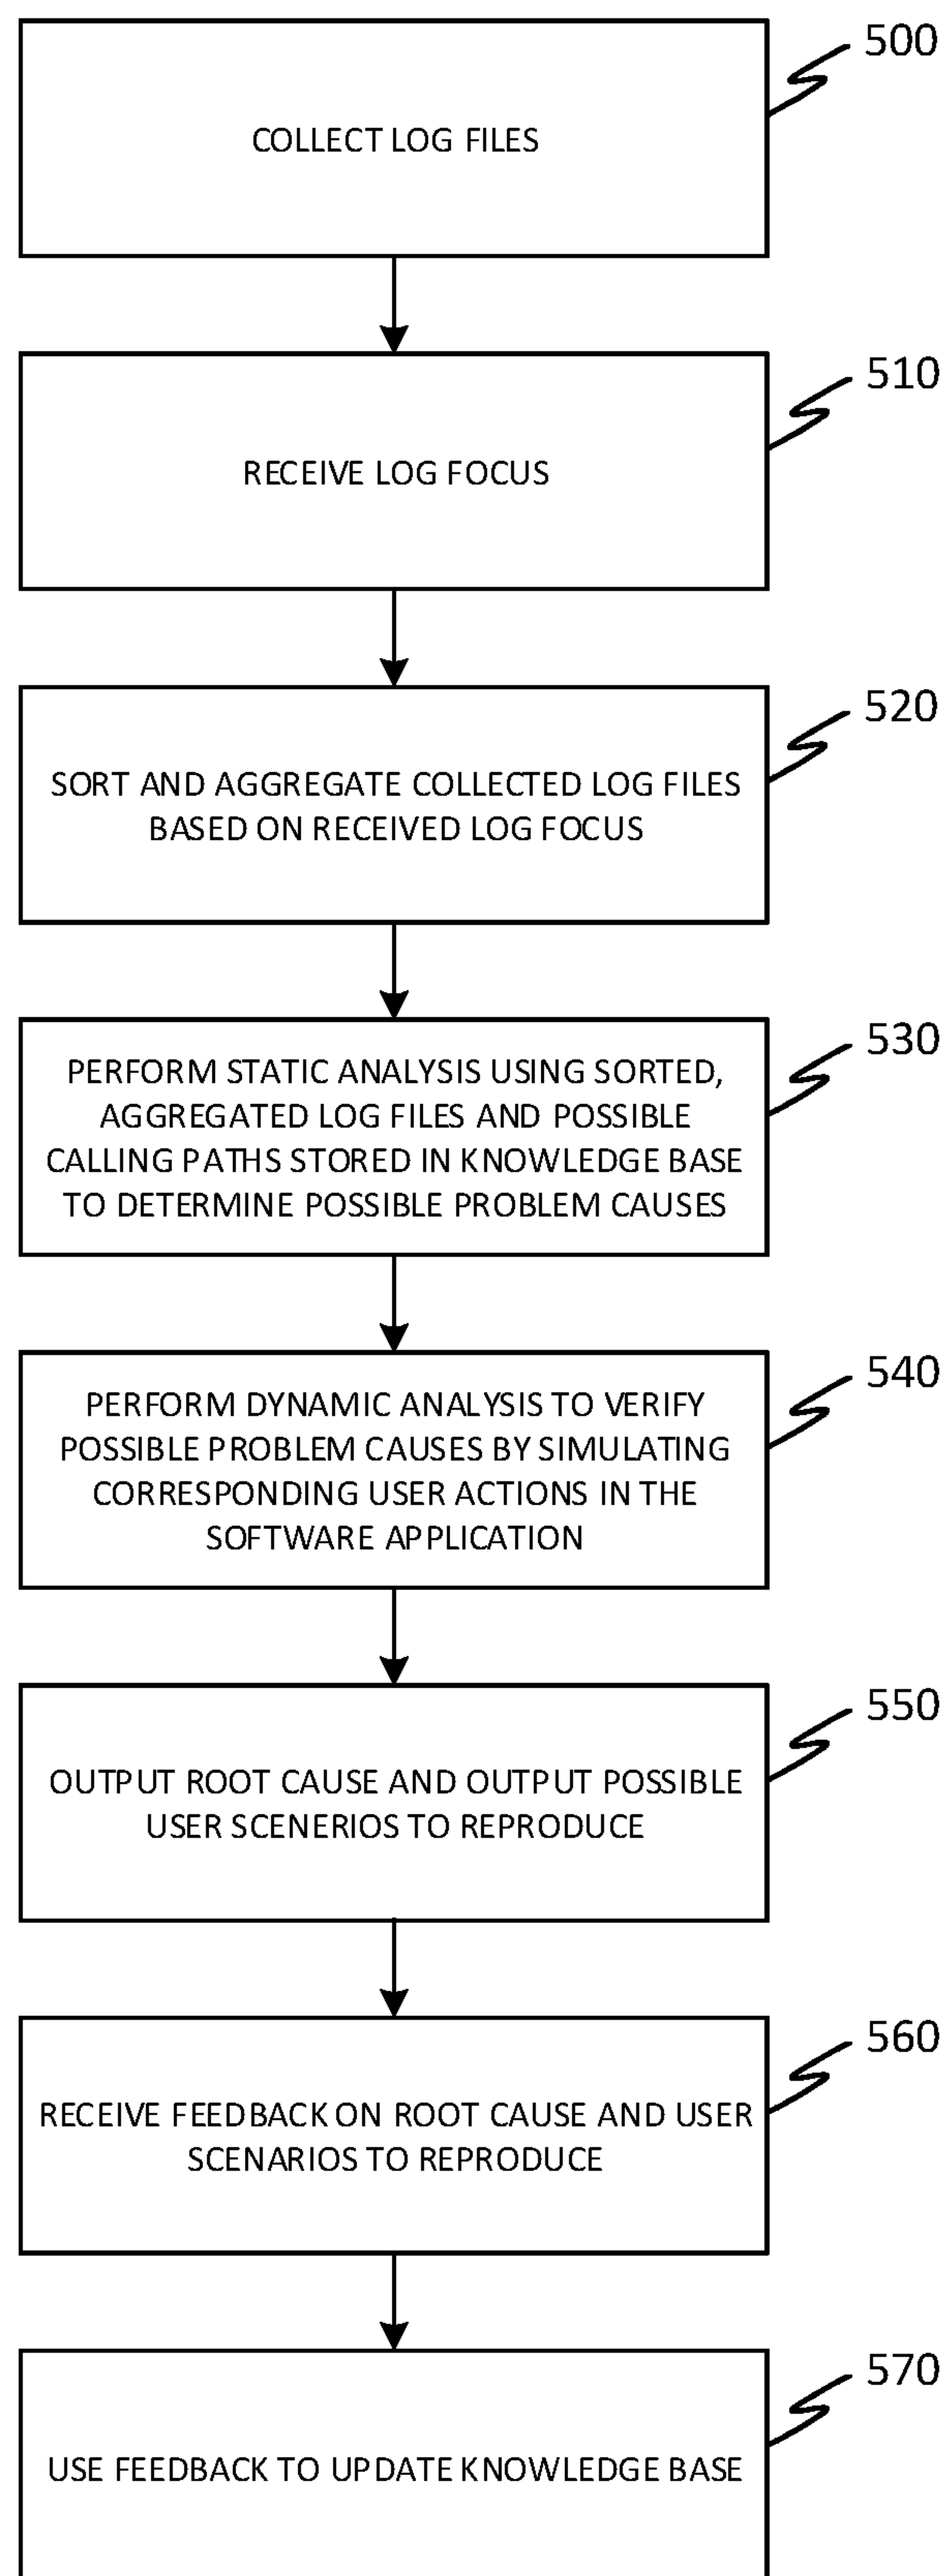 500
COLLECT LOG FILES
510
RECEIVE LOG FOCUS
520
SORT AND AGGREGATE COLLECTED LOG FILES
BASED ON RECEIVED LOG FOCUS
530
PERFORM STATIC ANALYSIS USING SORTED,
AGGREGATED LOG FILES AND POSSIBLE
CALLING PATHS STORED IN KNOWLEDGE BASE
TO DETERMINE POSSIBLE PROBLEM CAUSES
540
PERFORM DYNAMIC ANALYSIS TO VERIFY
POSSIBLE PROBLEM CAUSES BY SIMULATING
CORRESPONDING USER ACTIONS IN THE
SOFTWARE APPLICATION
550
OUTPUT ROOT CAUSE AND OUTPUT POSSIBLE
USER SCENERIOS TO REPRODUCE
560
RECEIVE FEEDBACK ON ROOT CAUSE AND USER
SCENARIOS TO REPRODUCE
570
USE FEEDBACK TO UPDATE KNOWLEDGE BASE